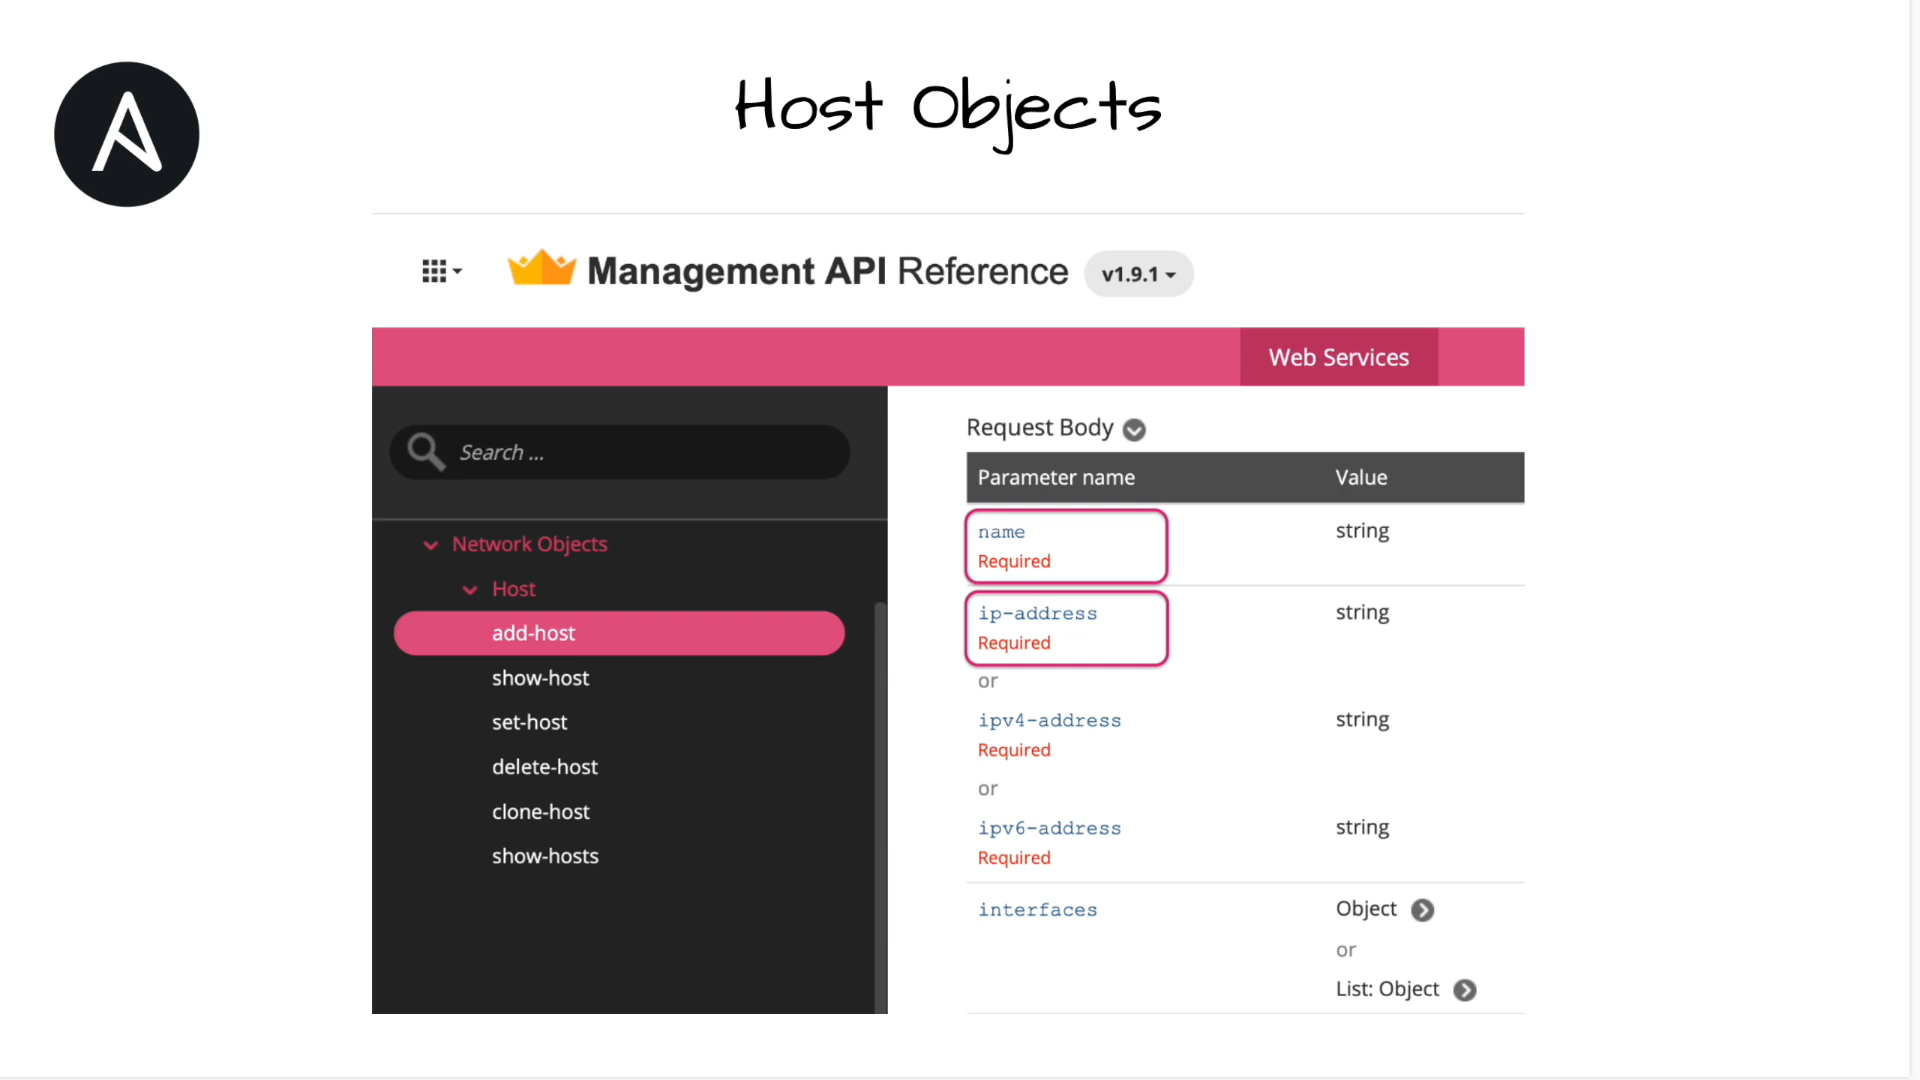 Host Objects
Management API Reference v1.9.1
Web Services
Search ...
Network Objects
Host
add-host
show-host
set-host
delete-host
clone-host
show-hosts
Request Body
Parameter name Value
name string
Required
ip-address string
Required
or
ipv4-address string
Required
or
ipv6-address string
Required
interfaces Object
or
List: Object